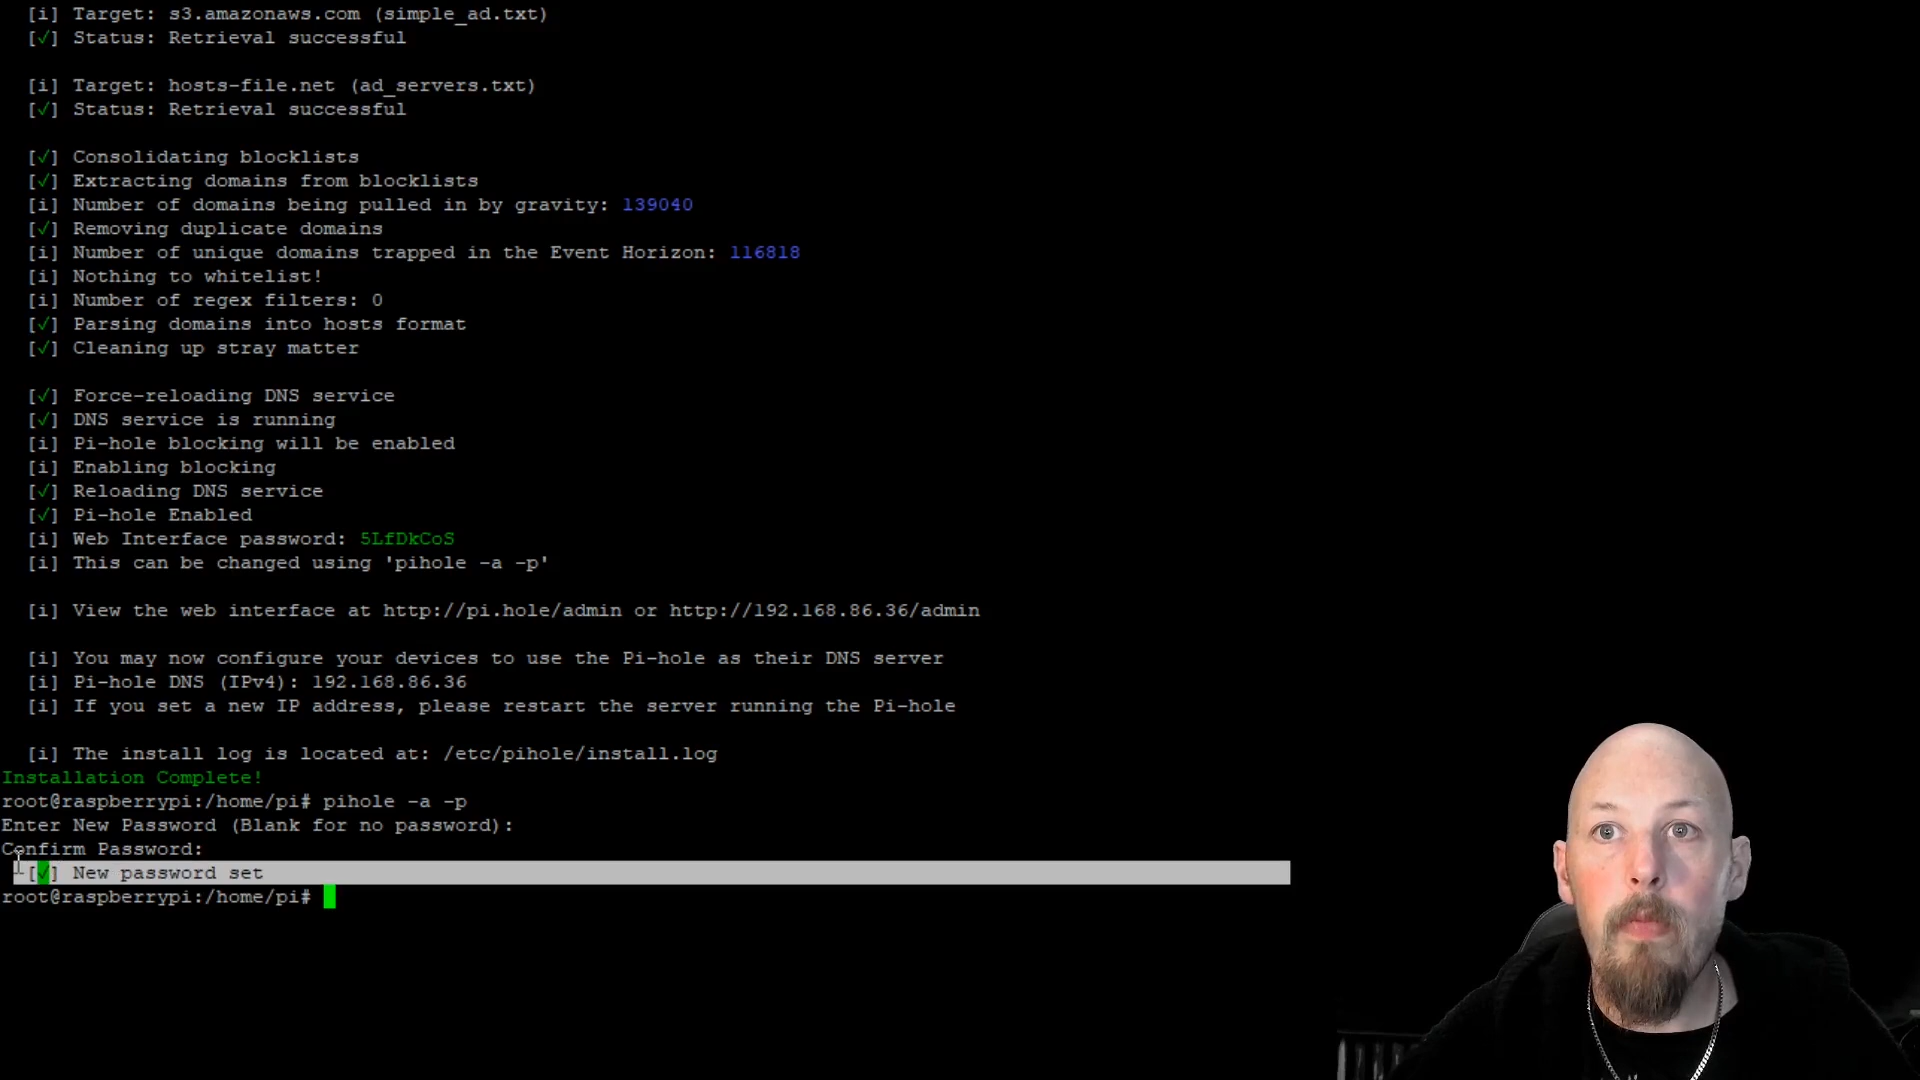 [i] Target: s3.amazonaws.com (simple_ad.txt)
[✓] Status: Retrieval successful
[i] Target: hosts-file.net (ad_servers.txt)
[✓] Status: Retrieval successful
[✓] Consolidating blocklists
[✓] Extracting domains from blocklists
[i] Number of domains being pulled in by gravity: 139040
[✓] Removing duplicate domains
[i] Number of unique domains trapped in the Event Horizon: 116818
[i] Nothing to whitelist!
[i] Number of regex filters: 0
[✓] Parsing domains into hosts format
[✓] Cleaning up stray matter
[✓] Force-reloading DNS service
[✓] DNS service is running
[i] Pi-hole blocking will be enabled
[i] Enabling blocking
[✓] Reloading DNS service
[✓] Pi-hole Enabled
[i] Web Interface password: 5LfDkCoS
[i] This can be changed using 'pihole -a -p'
[i] View the web interface at http://pi.hole/admin or http://192.168.86.36/admin
[i] You may now configure your devices to use the Pi-hole as their DNS server
[i] Pi-hole DNS (IPv4): 192.168.86.36
[i] If you set a new IP address, please restart the server running the Pi-hole
[i] The install log is located at: /etc/pihole/install.log
Installation Complete!
root@raspberrypi:/home/pi# pihole -a -p
Enter New Password (Blank for no password):
Confirm Password:
[✓] New password set
root@raspberrypi:/home/pi#